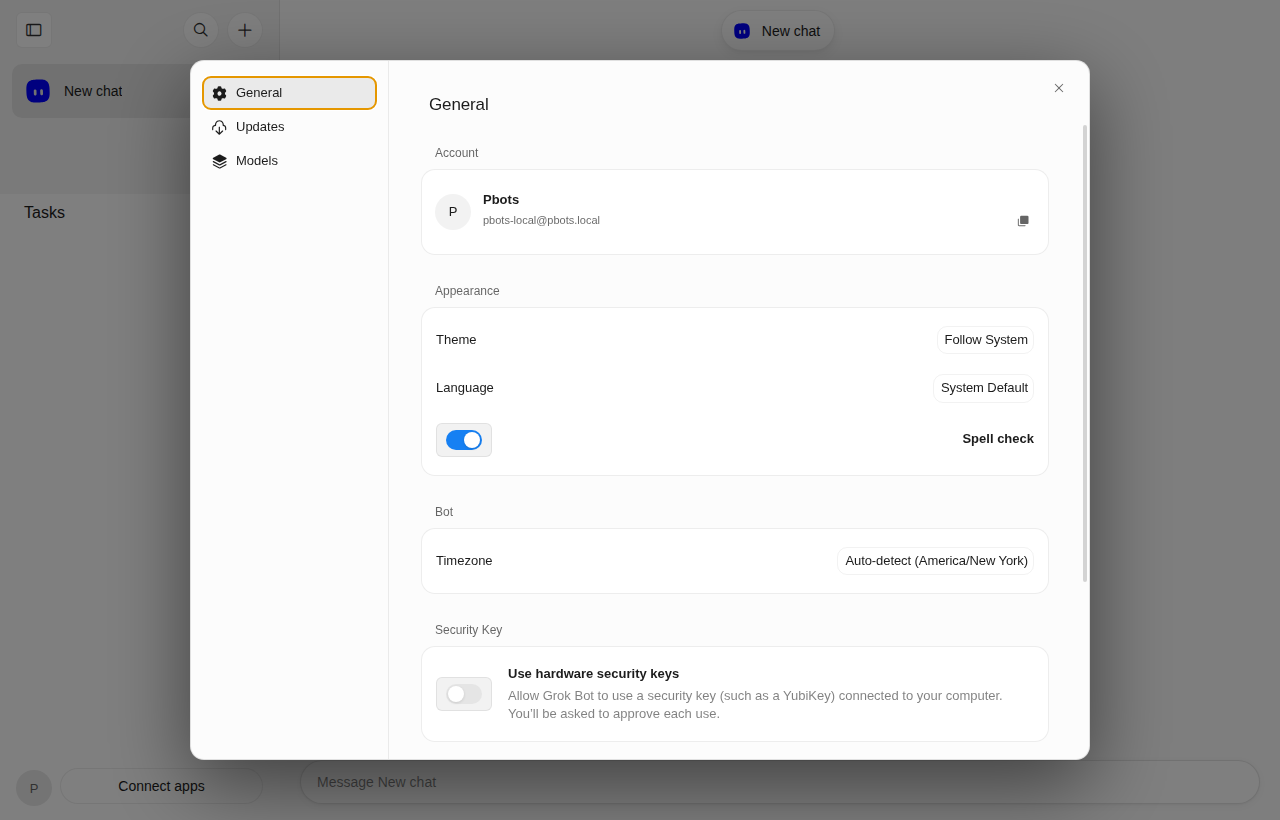 New chat
New chat
Tasks
General
Updates
Models
General
Account
P
Pbots
pbots-local@pbots.local
Appearance
Theme
Follow System
Language
System Default
Spell check
Bot
Timezone
Auto-detect (America/New York)
Security Key
Use hardware security keys
Allow Grok Bot to use a security key (such as a YubiKey) connected to your computer.
You’ll be asked to approve each use.
P
Connect apps
Message New chat